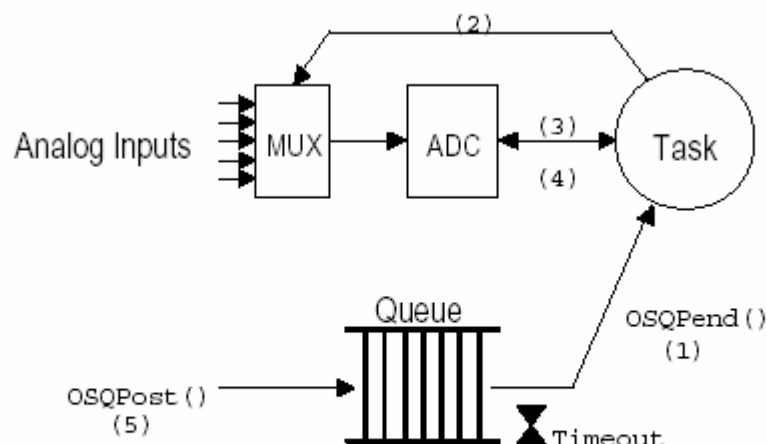 (2)
Analog Inputs
MUX
ADC
(3)
(4)
Task
Queue
OSQPend()
(1)
OSQPost()
(5)
Timeout